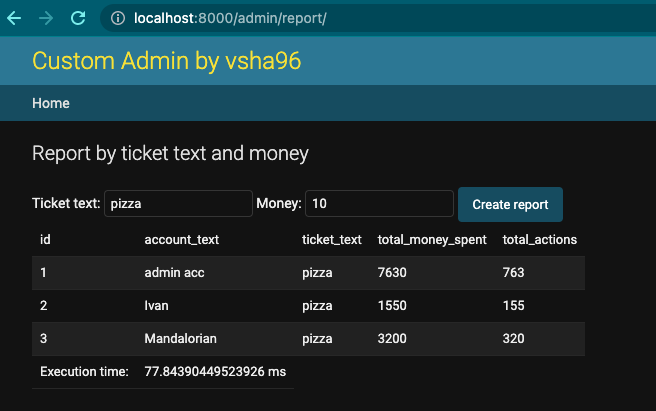 localhost:8000/admin/report/
Custom Admin by vsha96
Home
Report by ticket text and money
Ticket text: pizza Money: 10 Create report
id account_text ticket_text total_money_spent total_actions
1 admin acc pizza 7630 763
2 Ivan pizza 1550 155
3 Mandalorian pizza 3200 320
Execution time: 77.84390449523926 ms